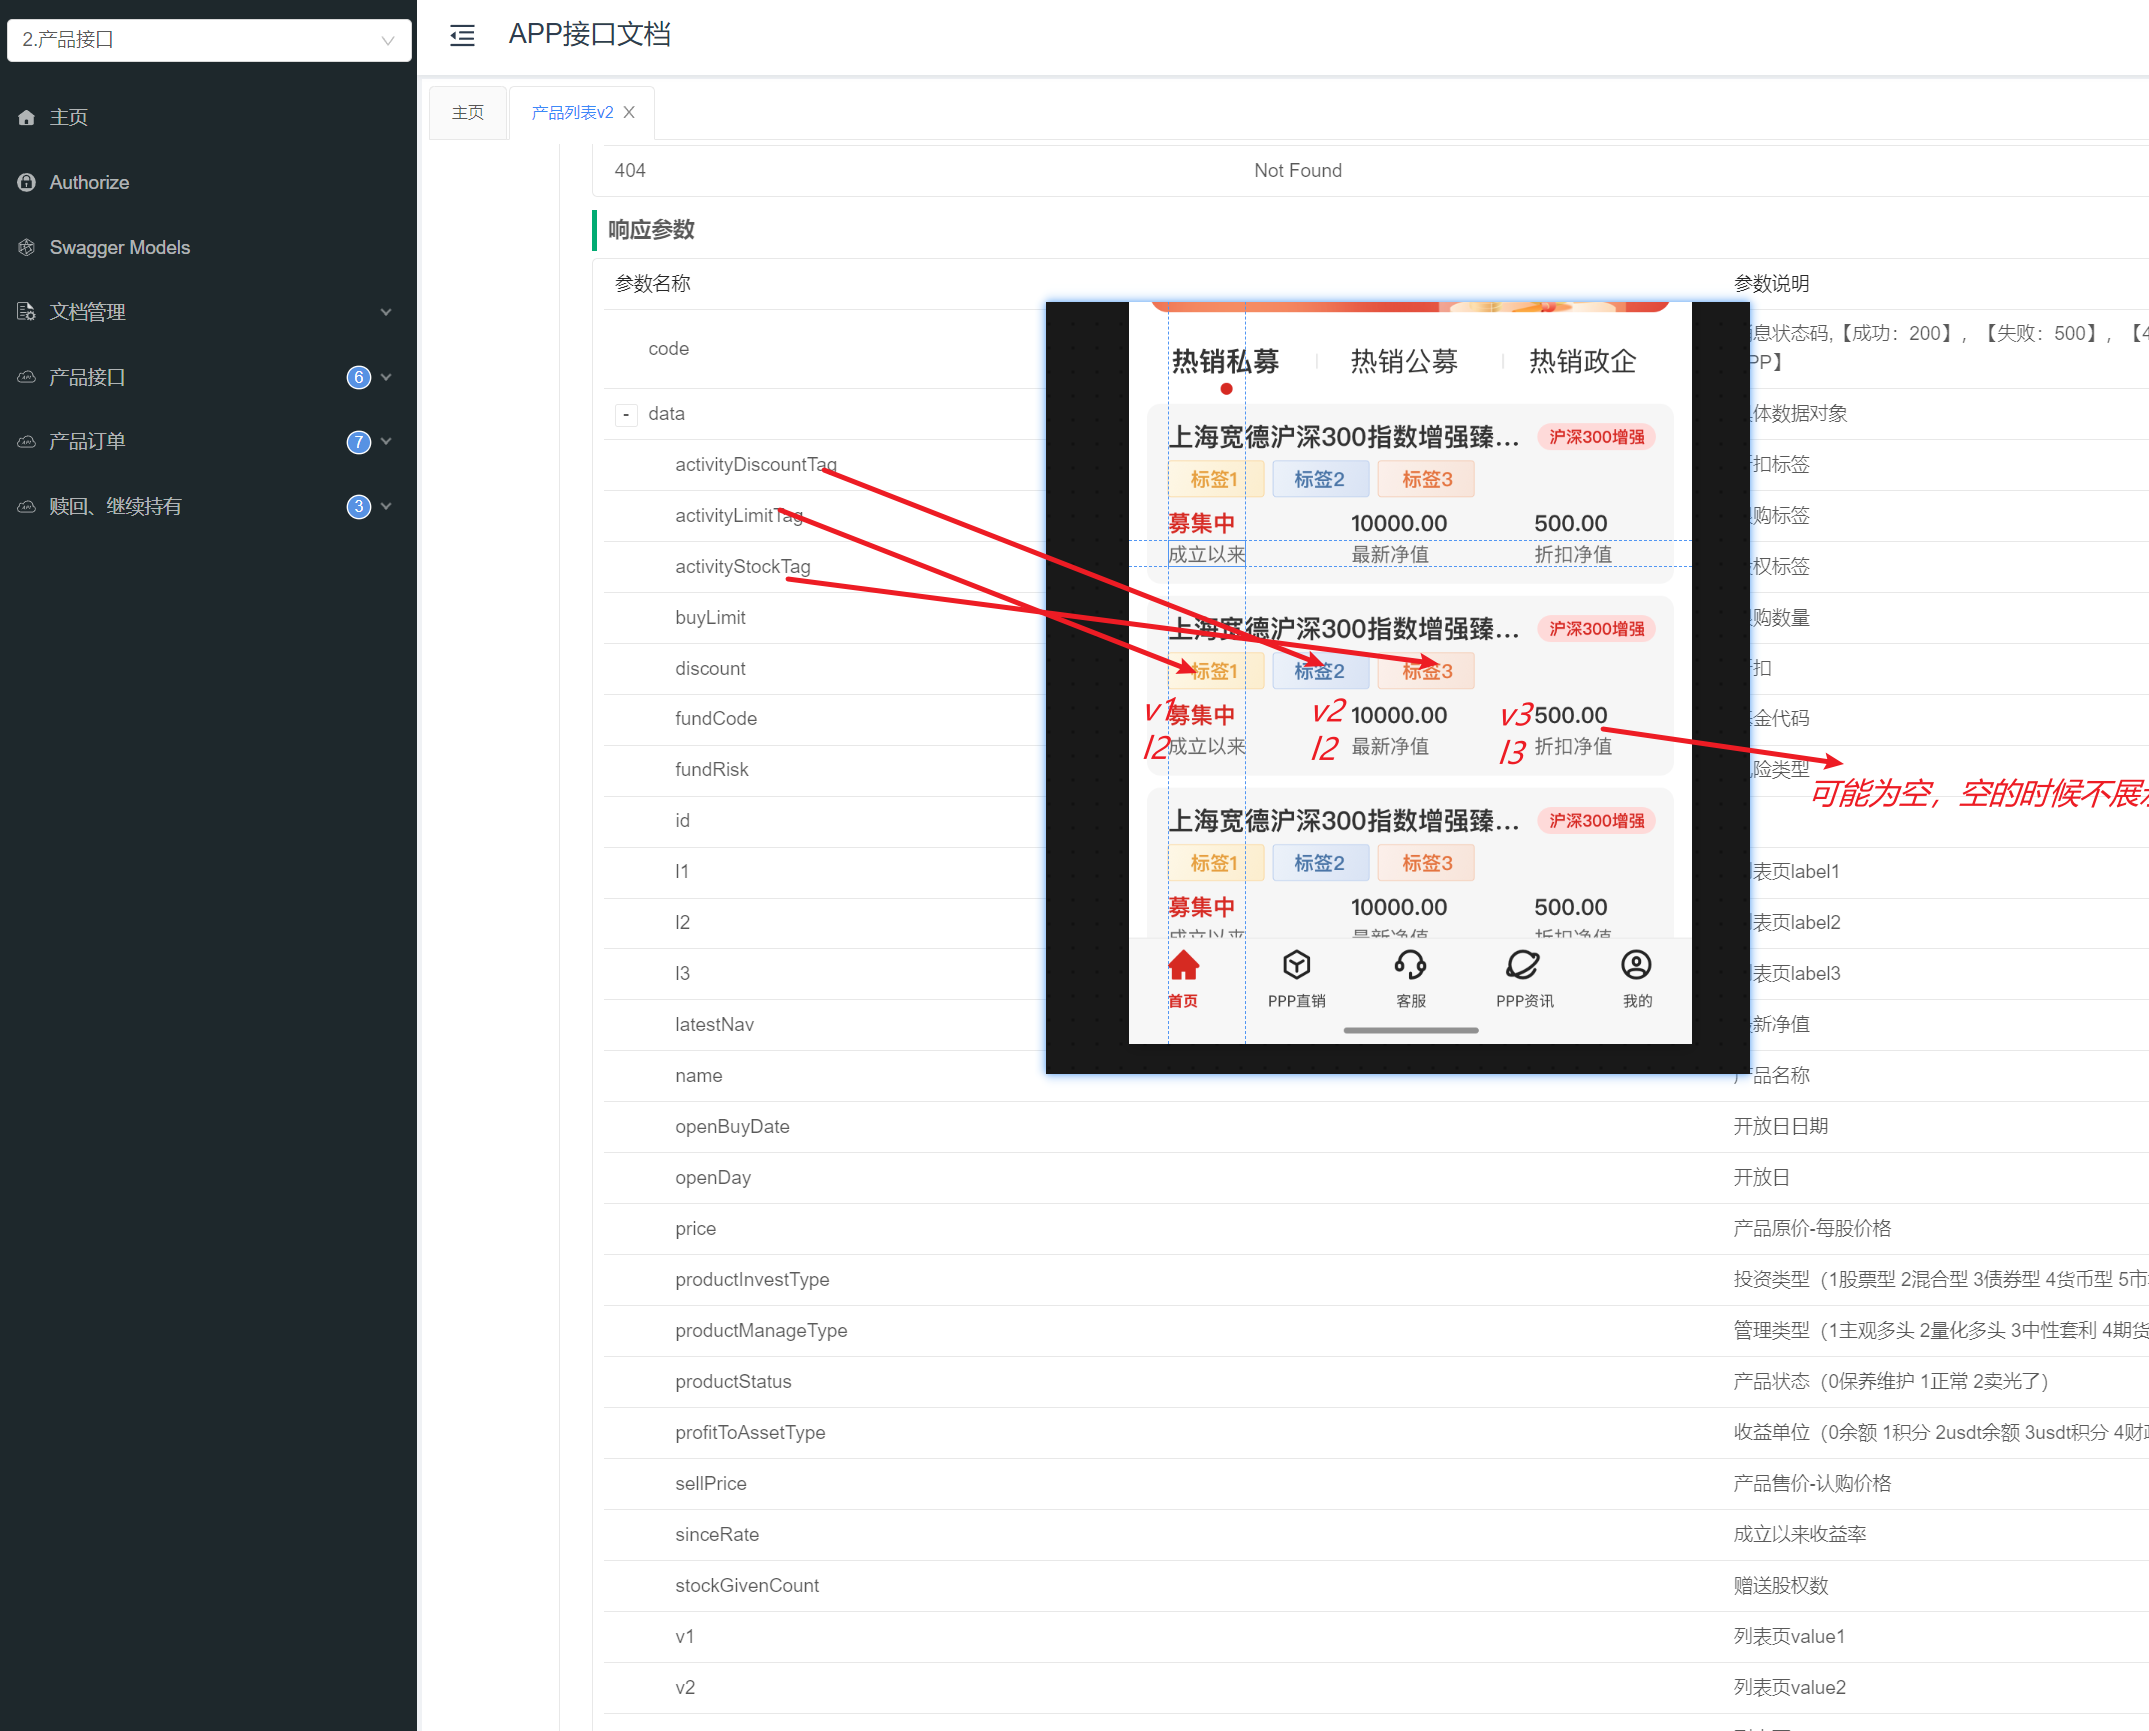 2.产品接口
主页
Authorize
Swagger Models
文档管理
产品接口 6
产品订单 7
赎回、继续持有 3
APP接口文档
主页
产品列表v2
404 Not Found
响应参数
参数名称 参数说明
code 息状态码,【成功：200】，【失败：500】，【4
PP】
- data 体数据对象
activityDiscountTag 扣标签
activityLimitTag 购标签
activityStockTag 权标签
buyLimit 购数量
discount 扣
fundCode 金代码
fundRisk 险类型
id
l1 表页label1
l2 表页label2
l3 表页label3
latestNav 新净值
name 产品名称
openBuyDate 开放日日期
openDay 开放日
price 产品原价-每股价格
productInvestType 投资类型（1股票型 2混合型 3债券型 4货币型 5市
productManageType 管理类型（1主观多头 2量化多头 3中性套利 4期货
productStatus 产品状态（0保养维护 1正常 2卖光了）
profitToAssetType 收益单位（0余额 1积分 2usdt余额 3usdt积分 4财
sellPrice 产品售价-认购价格
sinceRate 成立以来收益率
stockGivenCount 赠送股权数
v1 列表页value1
v2 列表页value2
热销私募 热销公募 热销政企
上海宽德沪深300指数增强臻... 沪深300增强
标签1 标签2 标签3
募集中 10000.00 500.00
成立以来 最新净值 折扣净值
上海宽德沪深300指数增强臻... 沪深300增强
标签1 标签2 标签3
v1 募集中 v2 10000.00 v3 500.00
l2 成立以来 l2 最新净值 l3 折扣净值
可能为空，空的时候不展
上海宽德沪深300指数增强臻... 沪深300增强
标签1 标签2 标签3
募集中 10000.00 500.00
成立以来 最新净值 折扣净值
首页 PPP直销 客服 PPP资讯 我的